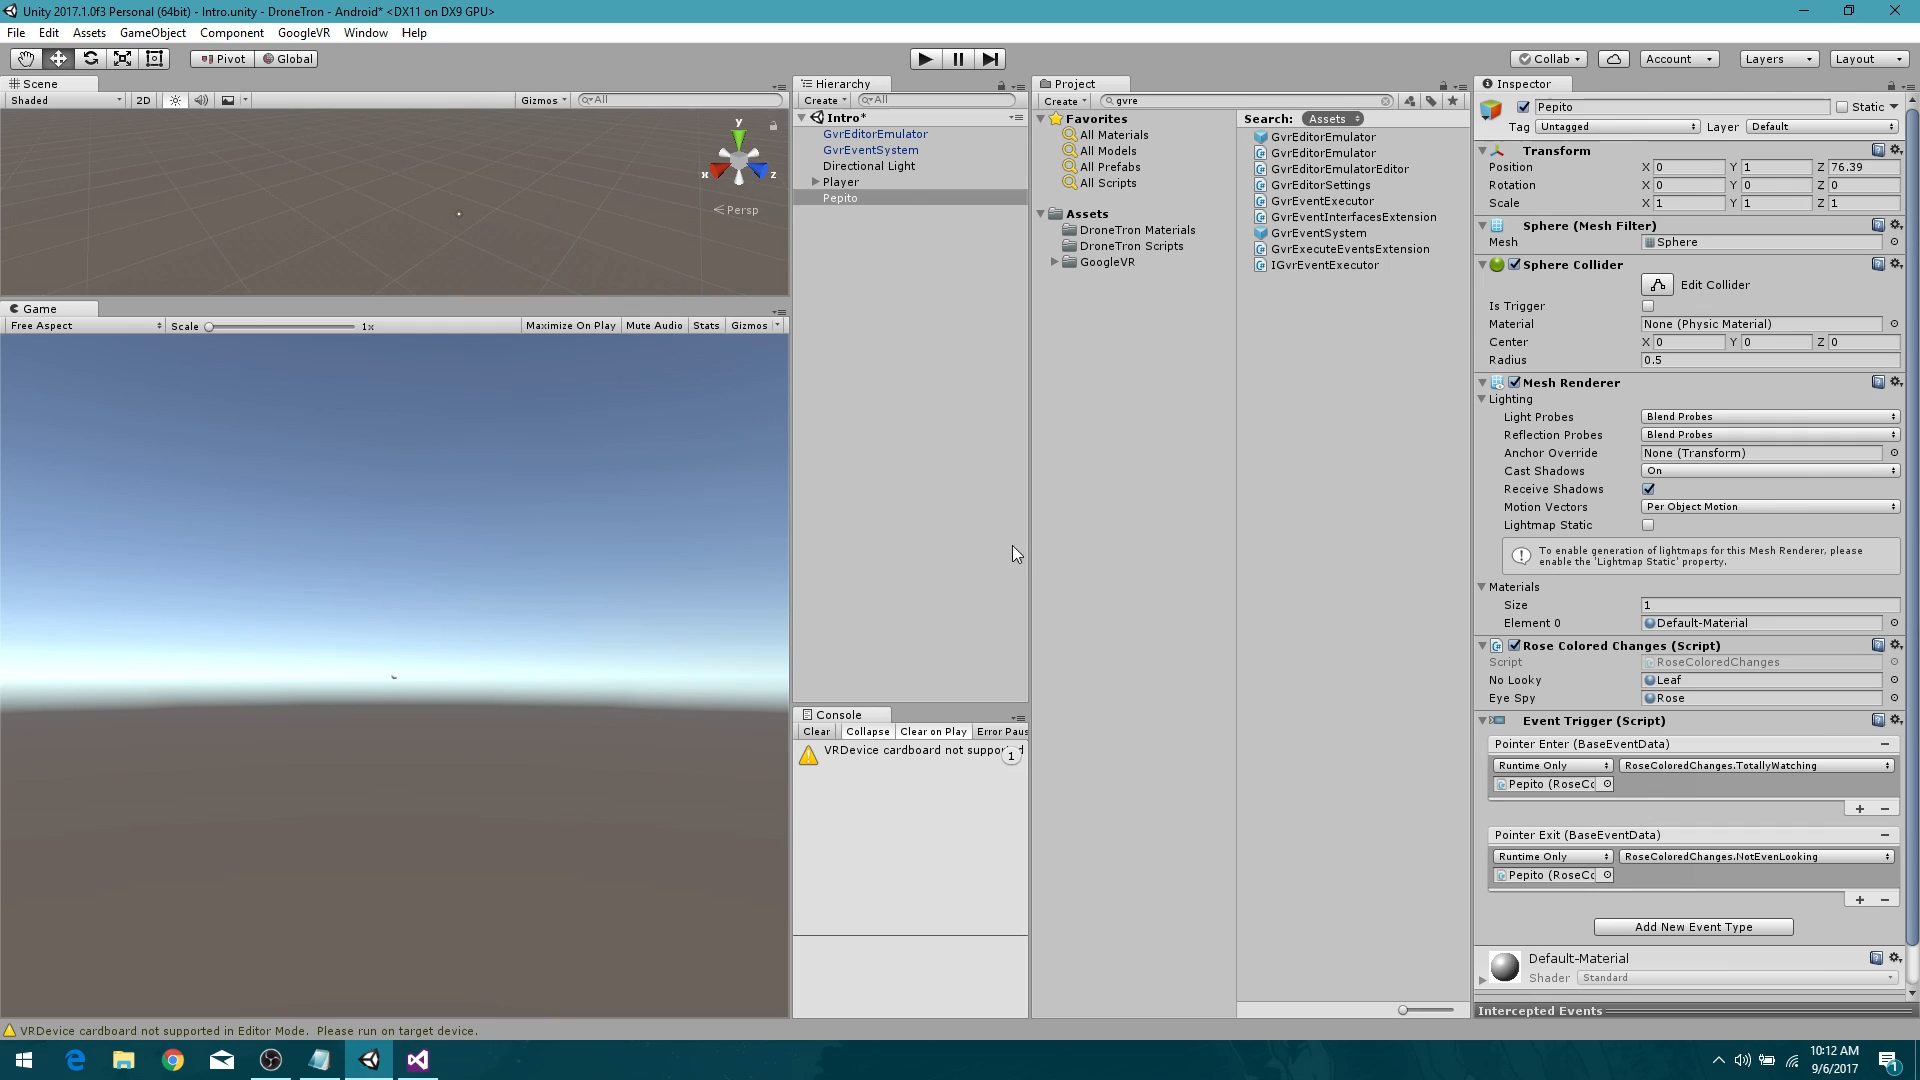 Unity 2017.1.0f3 Personal (64bit) - Intro.unity - DroneTron - Android* <DX11 on DX9 GPU>
File Edit Assets GameObject Component GoogleVR Window Help
Pivot Global
Collab Account Layers Layout
Scene
Shaded 2D Gizmos All
y
x z
Persp
Game
Free Aspect Scale 1x Maximize On Play Mute Audio Stats Gizmos
Hierarchy
Create All
Intro*
GvrEditorEmulator
GvrEventSystem
Directional Light
Player
Pepito
Console
Clear Collapse Clear on Play Error Paus
VRDevice cardboard not supported
1
Project
Create gvre
Favorites
All Materials
All Models
All Prefabs
All Scripts
Assets
DroneTron Materials
DroneTron Scripts
GoogleVR
Search: Assets
GvrEditorEmulator
GvrEditorEmulator
GvrEditorEmulatorEditor
GvrEditorSettings
GvrEventExecutor
GvrEventInterfacesExtension
GvrEventSystem
GvrExecuteEventsExtension
IGvrEventExecutor
Inspector
Pepito Static
Tag Untagged Layer Default
Transform
Position X 0 Y 1 Z 76.39
Rotation X 0 Y 0 Z 0
Scale X 1 Y 1 Z 1
Sphere (Mesh Filter)
Mesh Sphere
Sphere Collider
Edit Collider
Is Trigger
Material None (Physic Material)
Center X 0 Y 0 Z 0
Radius 0.5
Mesh Renderer
Lighting
Light Probes Blend Probes
Reflection Probes Blend Probes
Anchor Override None (Transform)
Cast Shadows On
Receive Shadows
Motion Vectors Per Object Motion
Lightmap Static
To enable generation of lightmaps for this Mesh Renderer, please
enable the 'Lightmap Static' property.
Materials
Size 1
Element 0 Default-Material
Rose Colored Changes (Script)
Script RoseColoredChanges
No Looky Leaf
Eye Spy Rose
Event Trigger (Script)
Pointer Enter (BaseEventData)
Runtime Only RoseColoredChanges.TotallyWatching
Pepito (RoseCo
Pointer Exit (BaseEventData)
Runtime Only RoseColoredChanges.NotEvenLooking
Pepito (RoseCo
Add New Event Type
Default-Material
Shader Standard
Intercepted Events
VRDevice cardboard not supported in Editor Mode. Please run on target device.
10:12 AM
9/6/2017
1